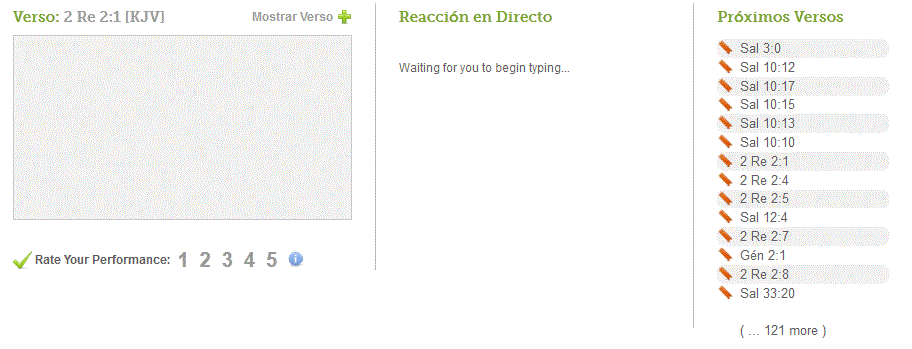 Verso: 2 Re 2:1 [KJV]
Mostrar Verso
Rate Your Performance: 1 2 3 4 5
Reacción en Directo
Waiting for you to begin typing...
Próximos Versos
Sal 3:0
Sal 10:12
Sal 10:17
Sal 10:15
Sal 10:13
Sal 10:10
2 Re 2:1
2 Re 2:4
2 Re 2:5
Sal 12:4
2 Re 2:7
Gén 2:1
2 Re 2:8
Sal 33:20
( ... 121 more )